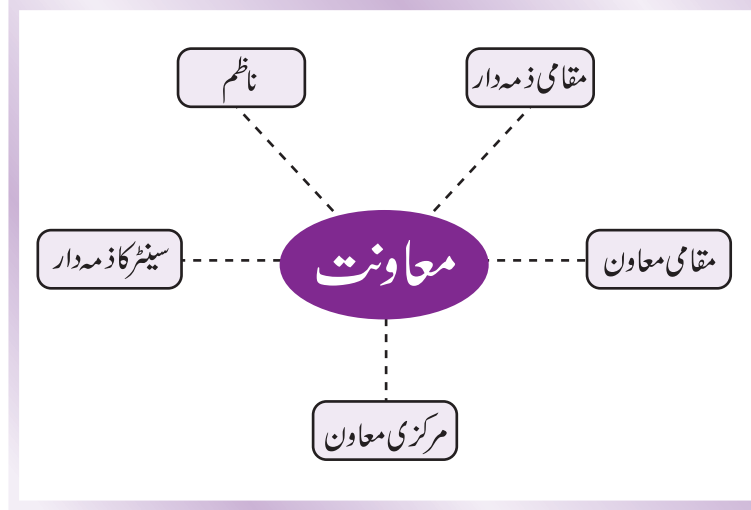 مقامی ذمہ دار
ناظم
معاونت
مقامی معاون
سینٹر کا ذمہ دار
مرکزی معاون